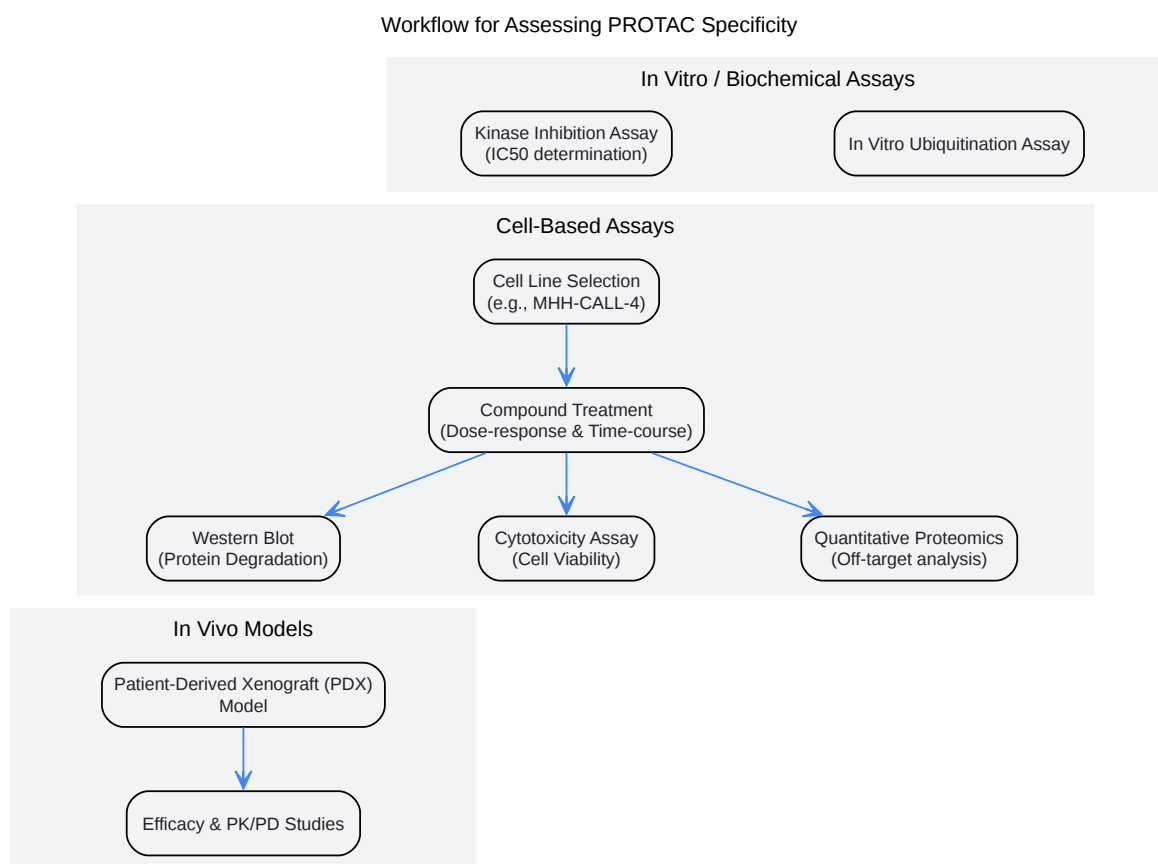 Workflow for Assessing PROTAC Specificity
In Vitro / Biochemical Assays
Kinase Inhibition Assay
(IC50 determination)
In Vitro Ubiquitination Assay
Cell-Based Assays
Cell Line Selection
(e.g., MHH-CALL-4)
Compound Treatment
(Dose-response & Time-course)
Western Blot
(Protein Degradation)
Cytotoxicity Assay
(Cell Viability)
Quantitative Proteomics
(Off-target analysis)
In Vivo Models
Patient-Derived Xenograft (PDX)
Model
Efficacy & PK/PD Studies